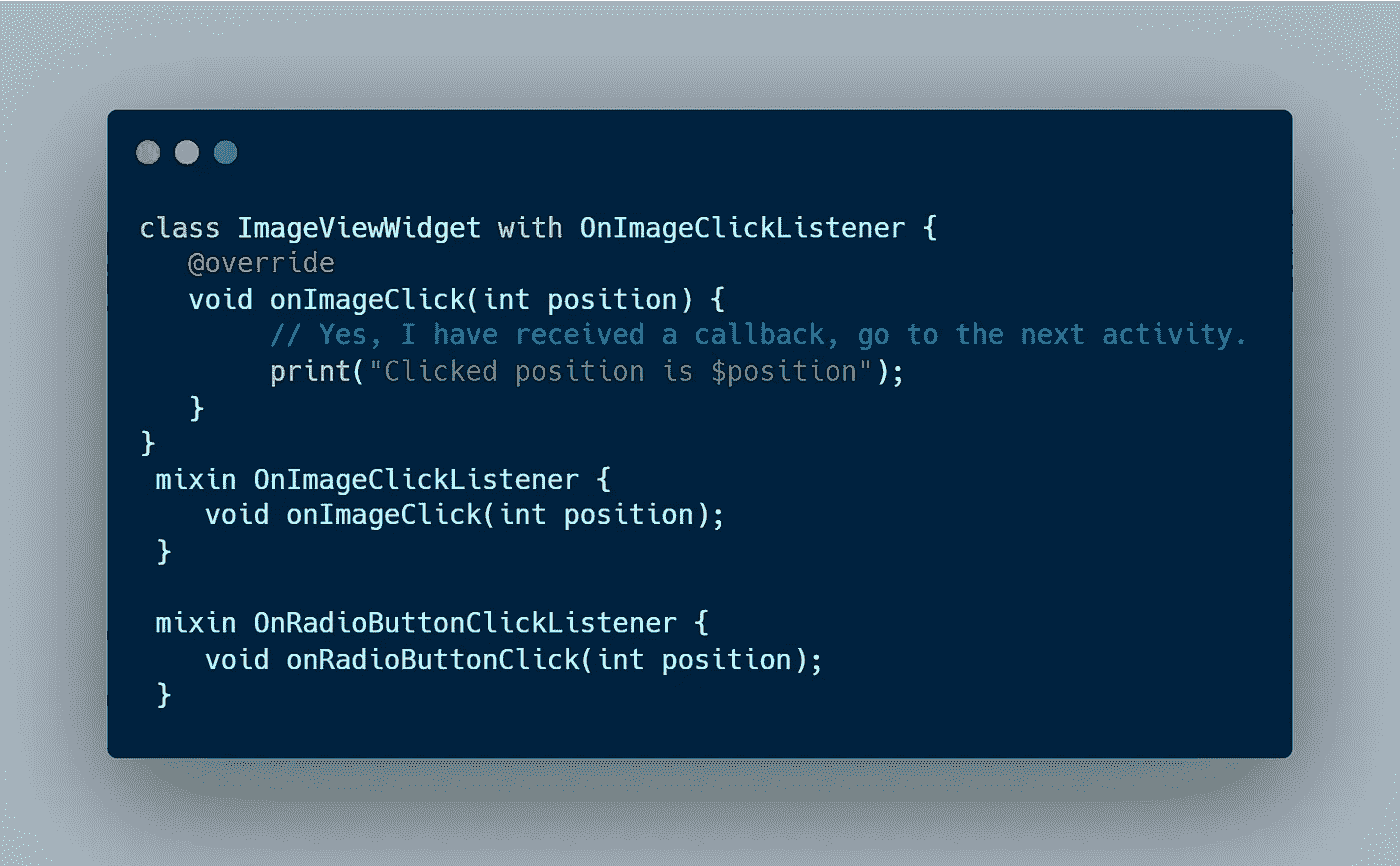 class ImageViewWidget with OnImageClickListener {
@override
void onImageClick(int position) {
// Yes, I have received a callback, go to the next activity.
print("Clicked position is $position");
}
}
mixin OnImageClickListener {
void onImageClick(int position);
}
mixin OnRadioButtonClickListener {
void onRadioButtonClick(int position);
}